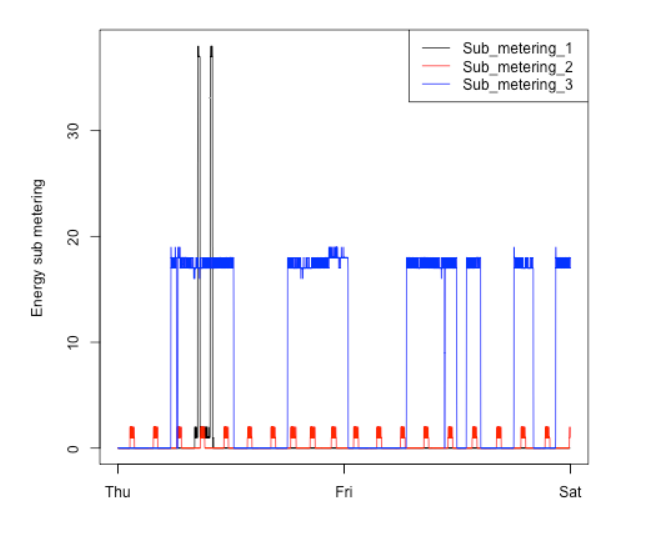 Sub_metering_1
Sub_metering_2
Sub_metering_3
Energy sub metering
30
20
10
0
Thu Fri Sat